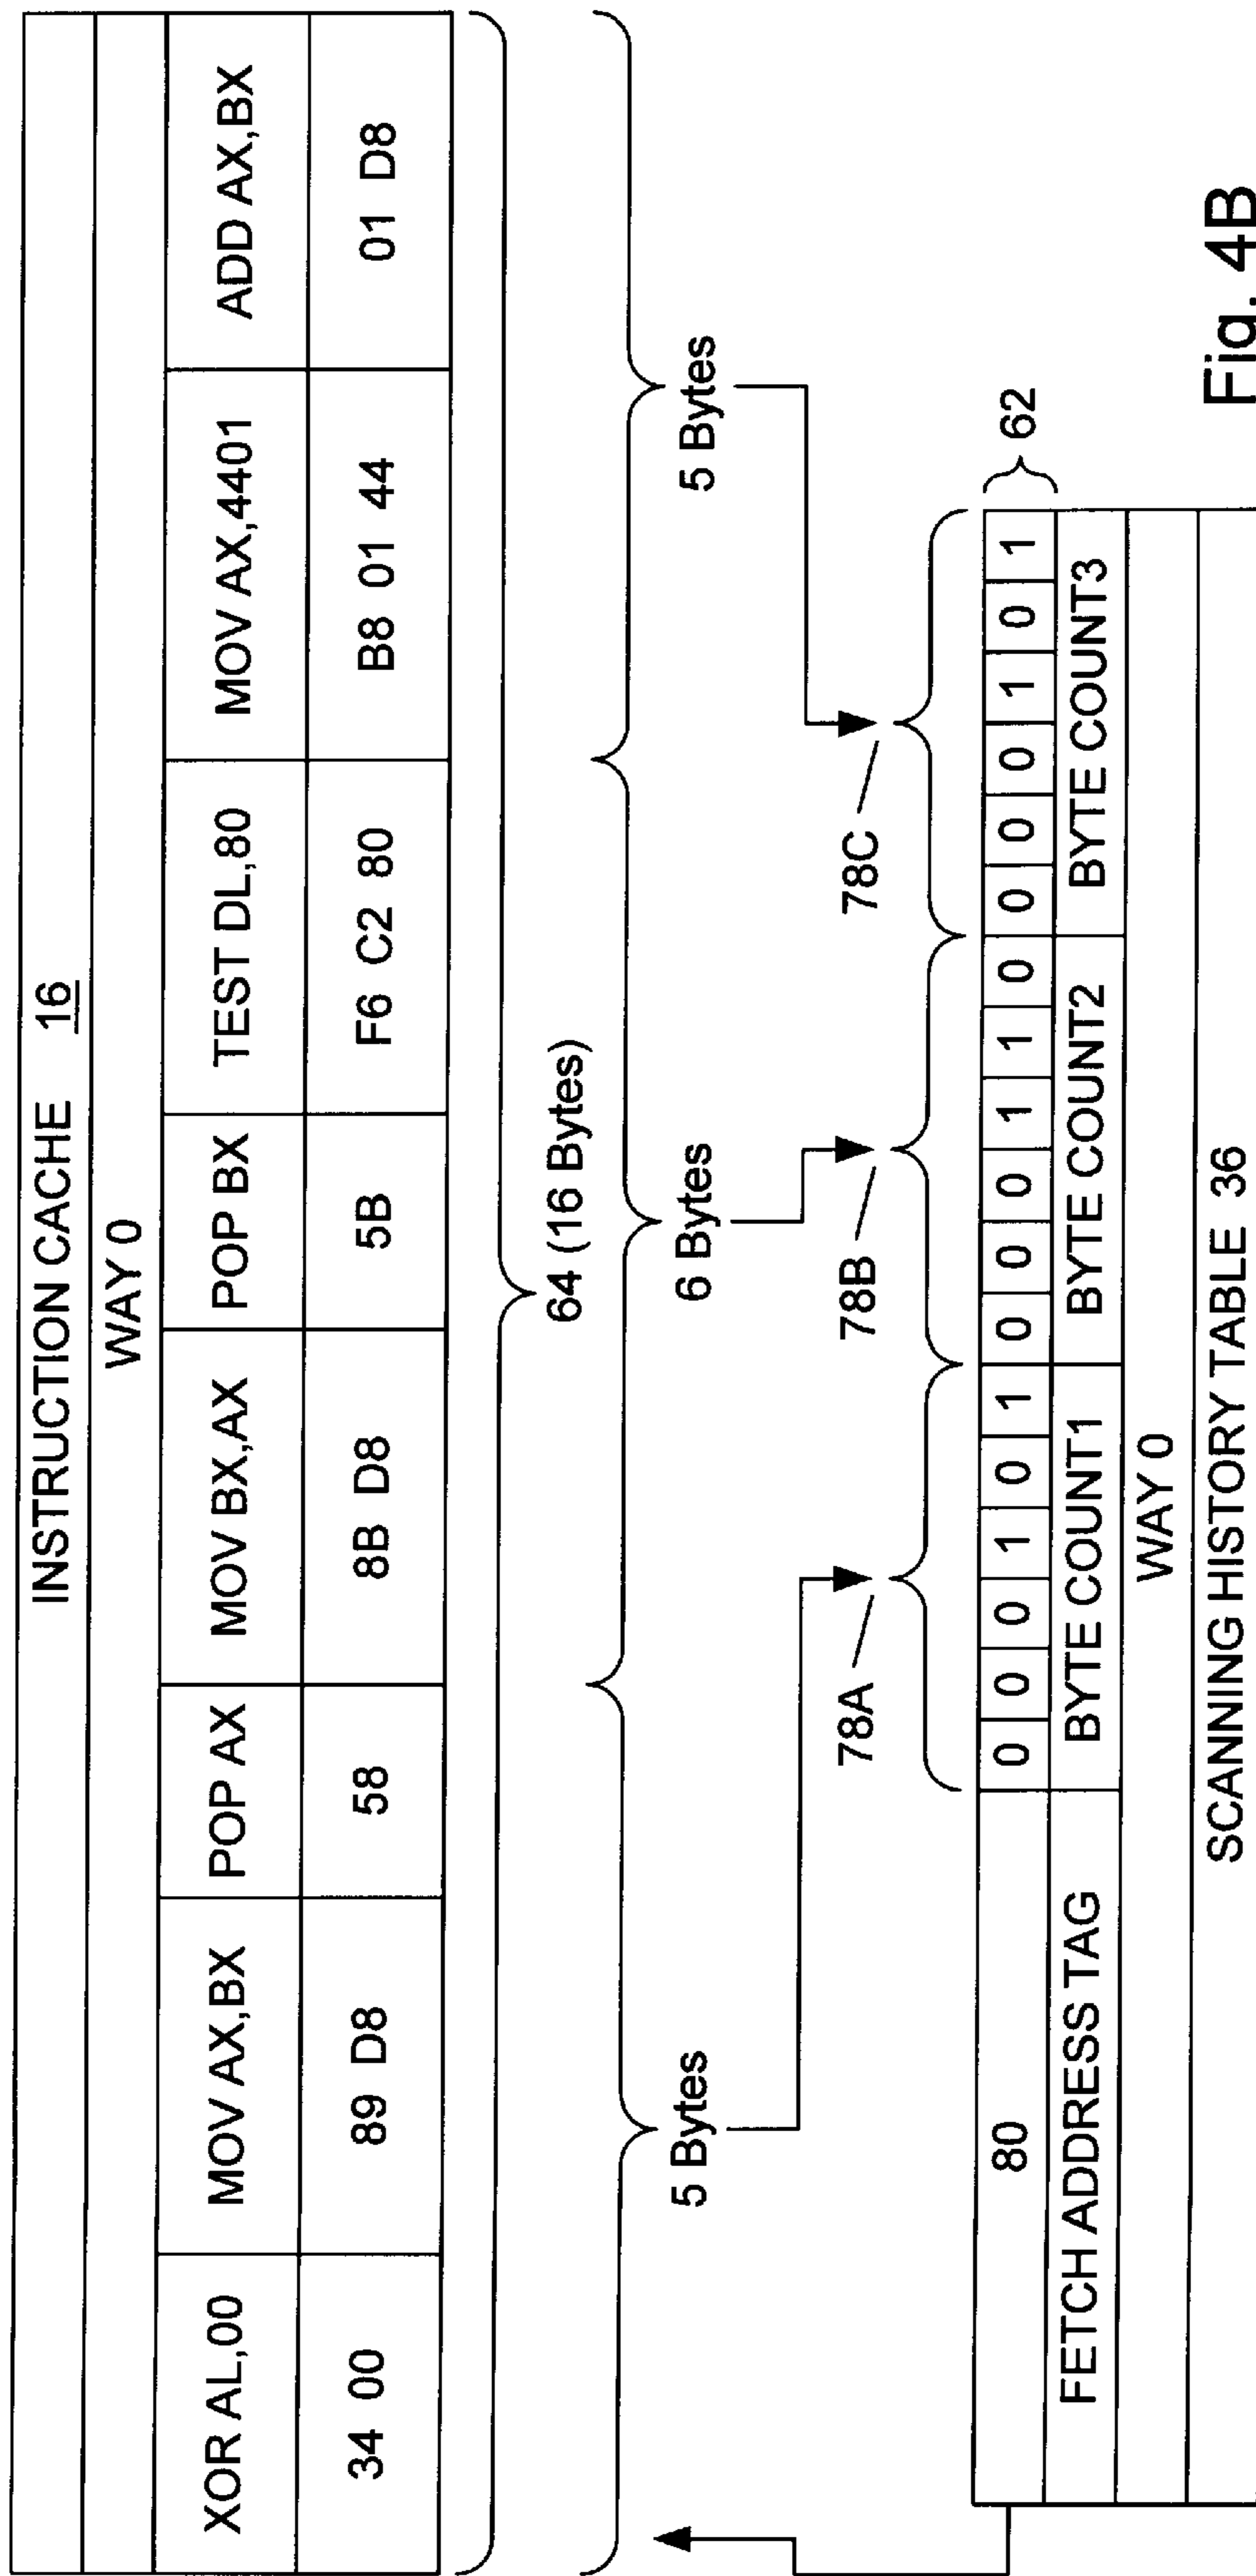 INSTRUCTION CACHE 16
WAY 0
XOR AL,00 MOV AX,BX POP AX MOV BX,AX POP BX TEST DL,80 MOV AX,4401 ADD AX,BX
34 00 89 D8 58 8B D8 5B F6 C2 80 B8 01 44 01 D8
64 (16 Bytes)
5 Bytes 6 Bytes 5 Bytes
78A 78B 78C
80 0 0 0 1 0 1 0 0 0 1 1 0 0 0 0 1 0 1 62
FETCH ADDRESS TAG BYTE COUNT1 BYTE COUNT2 BYTE COUNT3
WAY 0
SCANNING HISTORY TABLE 36
Fig. 4B